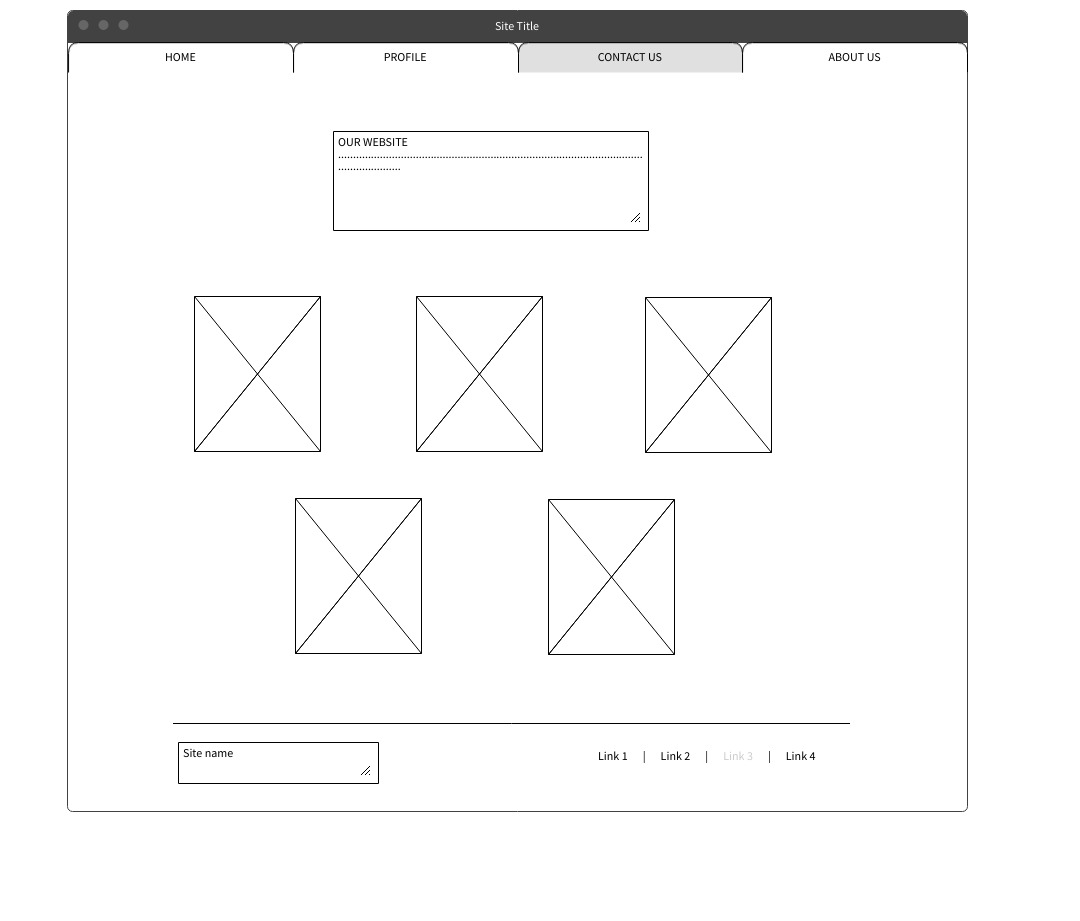 Site Title
HOME PROFILE CONTACT US ABOUT US
OUR WEBSITE
........................................................................................................
.....................
Site name
Link 1 | Link 2 | Link 3 | Link 4